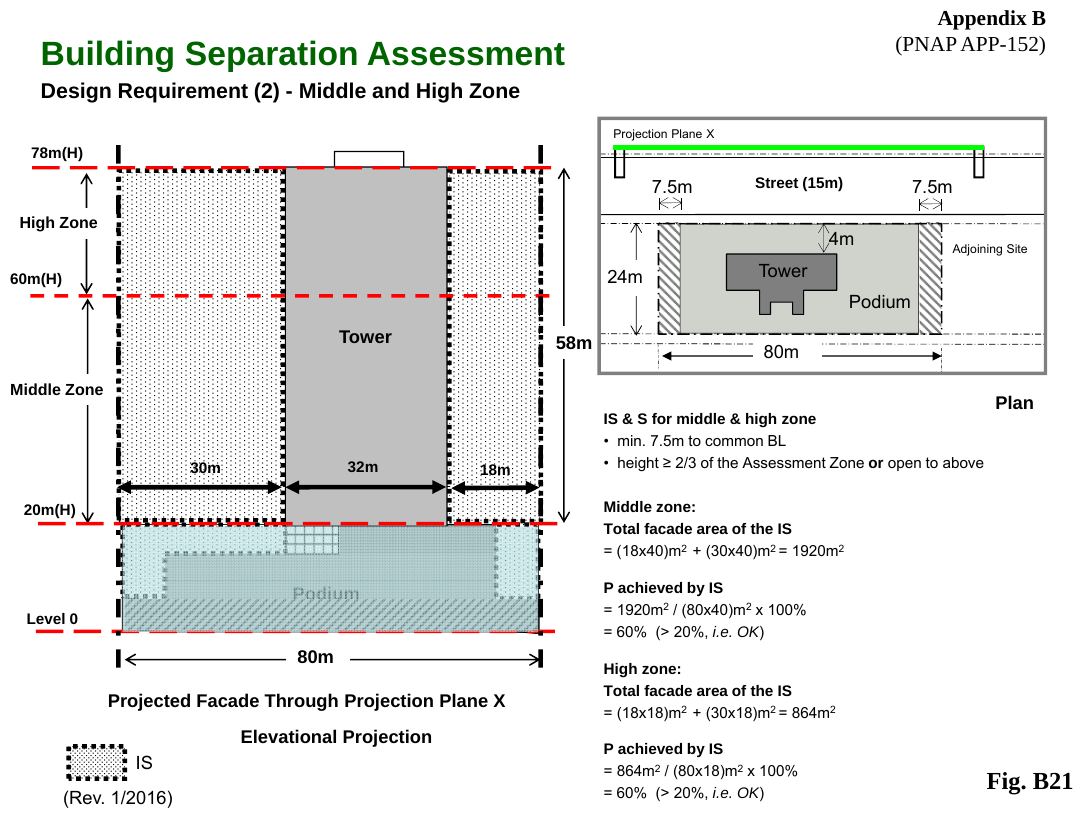 Appendix B
(PNAP APP-152)
Building Separation Assessment
Design Requirement (2) - Middle and High Zone
78m(H)
High Zone
60m(H)
Middle Zone
20m(H)
Level 0
Tower
58m
30m
32m
18m
Podium
80m
Projected Facade Through Projection Plane X
Elevational Projection
IS
(Rev. 1/2016)
Projection Plane X
Street (15m)
7.5m
7.5m
4m
24m
Tower
Podium
Adjoining Site
80m
Plan
IS & S for middle & high zone
• min. 7.5m to common BL
• height ≥ 2/3 of the Assessment Zone or open to above
Middle zone:
Total facade area of the IS
= (18x40)m² + (30x40)m² = 1920m²
P achieved by IS
= 1920m² / (80x40)m² x 100%
= 60% (> 20%, i.e. OK)
High zone:
Total facade area of the IS
= (18x18)m² + (30x18)m² = 864m²
P achieved by IS
= 864m² / (80x18)m² x 100%
= 60% (> 20%, i.e. OK)
Fig. B21